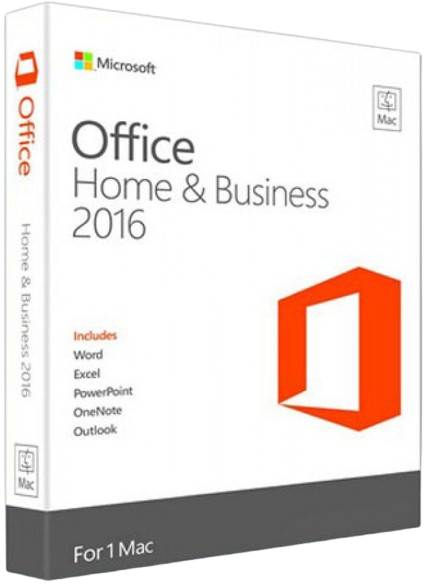 Microsoft
Mac
Office
Home & Business
2016
Includes
Word
Excel
PowerPoint
OneNote
Outlook
For 1 Mac
Office
Home & Business 2016
Mac